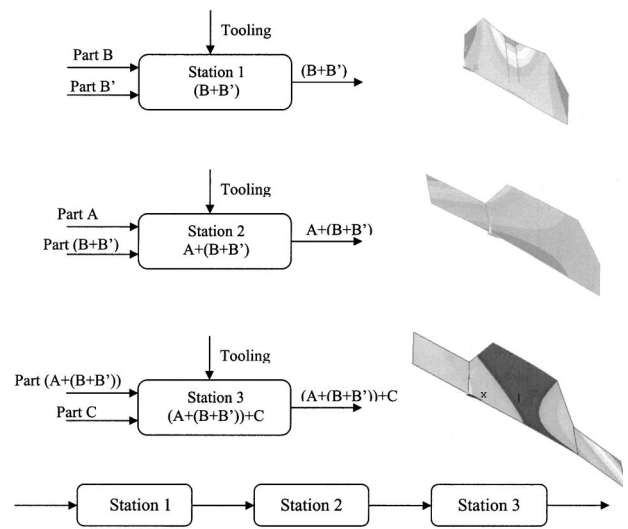 Tooling
Part B
Part B’
Station 1
(B+B’)
(B+B’)
Tooling
Part A
Part (B+B’)
Station 2
A+(B+B’)
A+(B+B’)
Tooling
Part (A+(B+B’))
Part C
Station 3
(A+(B+B’))+C
(A+(B+B’))+C
x
Station 1
Station 2
Station 3